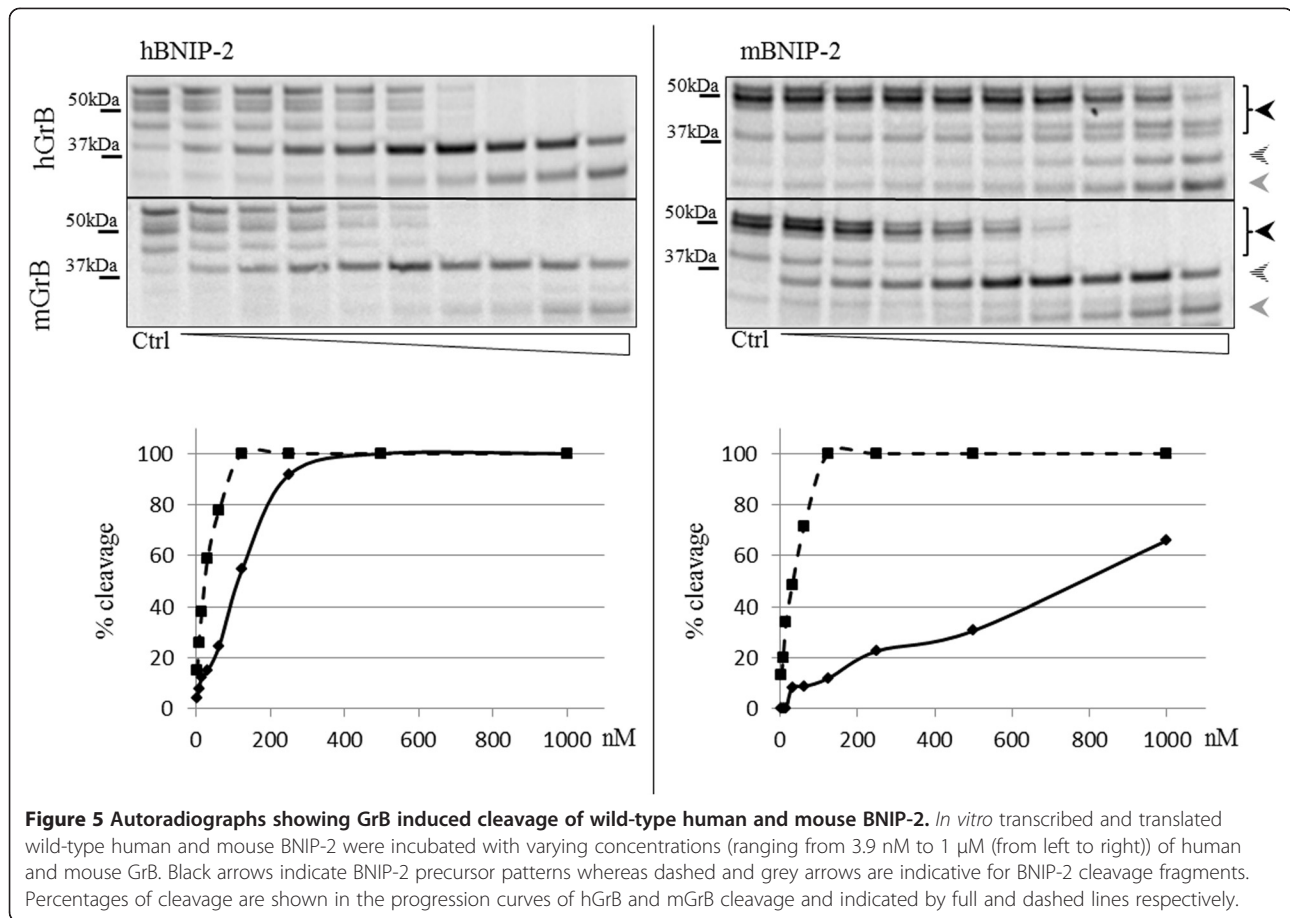 hBNIP-2
mBNIP-2
hGrB
50kDa
37kDa
50kDa
37kDa
mGrB
50kDa
37kDa
50kDa
37kDa
Ctrl
Ctrl
% cleavage
100
80
60
40
20
0
0 200 400 600 800 1000 nM
% cleavage
100
80
60
40
20
0
0 200 400 600 800 1000 nM
Figure 5 Autoradiographs showing GrB induced cleavage of wild-type human and mouse BNIP-2. In vitro transcribed and translated
wild-type human and mouse BNIP-2 were incubated with varying concentrations (ranging from 3.9 nM to 1 μM (from left to right)) of human
and mouse GrB. Black arrows indicate BNIP-2 precursor patterns whereas dashed and grey arrows are indicative for BNIP-2 cleavage fragments.
Percentages of cleavage are shown in the progression curves of hGrB and mGrB cleavage and indicated by full and dashed lines respectively.